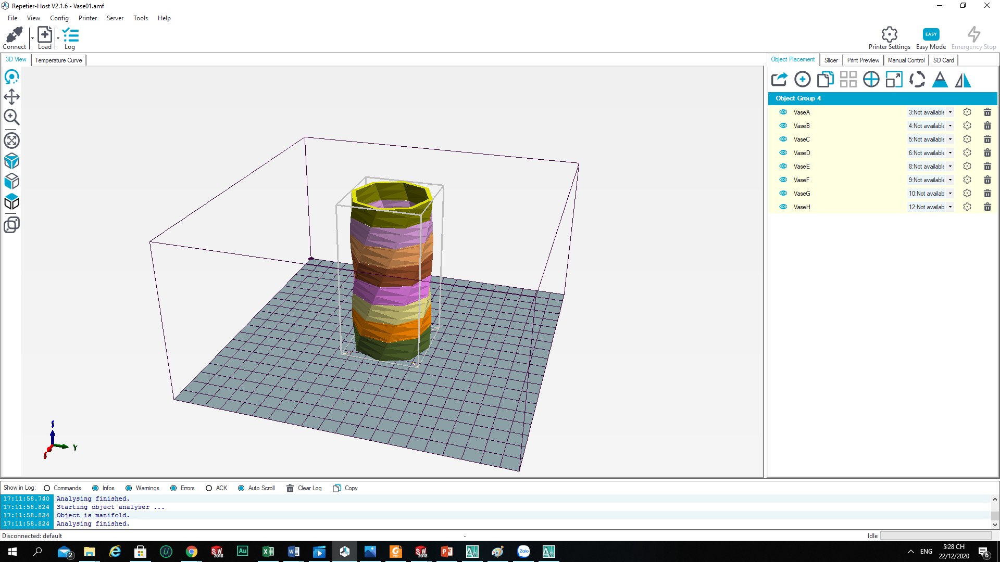 Repetier-Host V2.1.6 - Vase01.amf
File View Config Printer Server Tools Help
Connect Load Log Printer Settings EASY Easy Mode Emergency Stop
3D View Temperature Curve
Object Placement Slicer Print Preview Manual Control SD Card
Object Group 4
VaseA 3:Not available
VaseB 4:Not available
VaseC 5:Not available
VaseD 6:Not available
VaseE 8:Not available
VaseF 9:Not available
VaseG 10:Not availab
VaseH 12:Not availab
Y
Show in Log: Commands Infos Warnings Errors ACK Auto Scroll Clear Log Copy
17:11:58.740 Analysing finished.
17:11:58.824 Starting object analyser ...
17:11:58.824 Object is manifold.
17:11:58.824 Analysing finished.
Disconnected: default - Idle
2 SW 2018 Au SW 2018 Zalo ENG 5:28 CH
22/12/2020 6